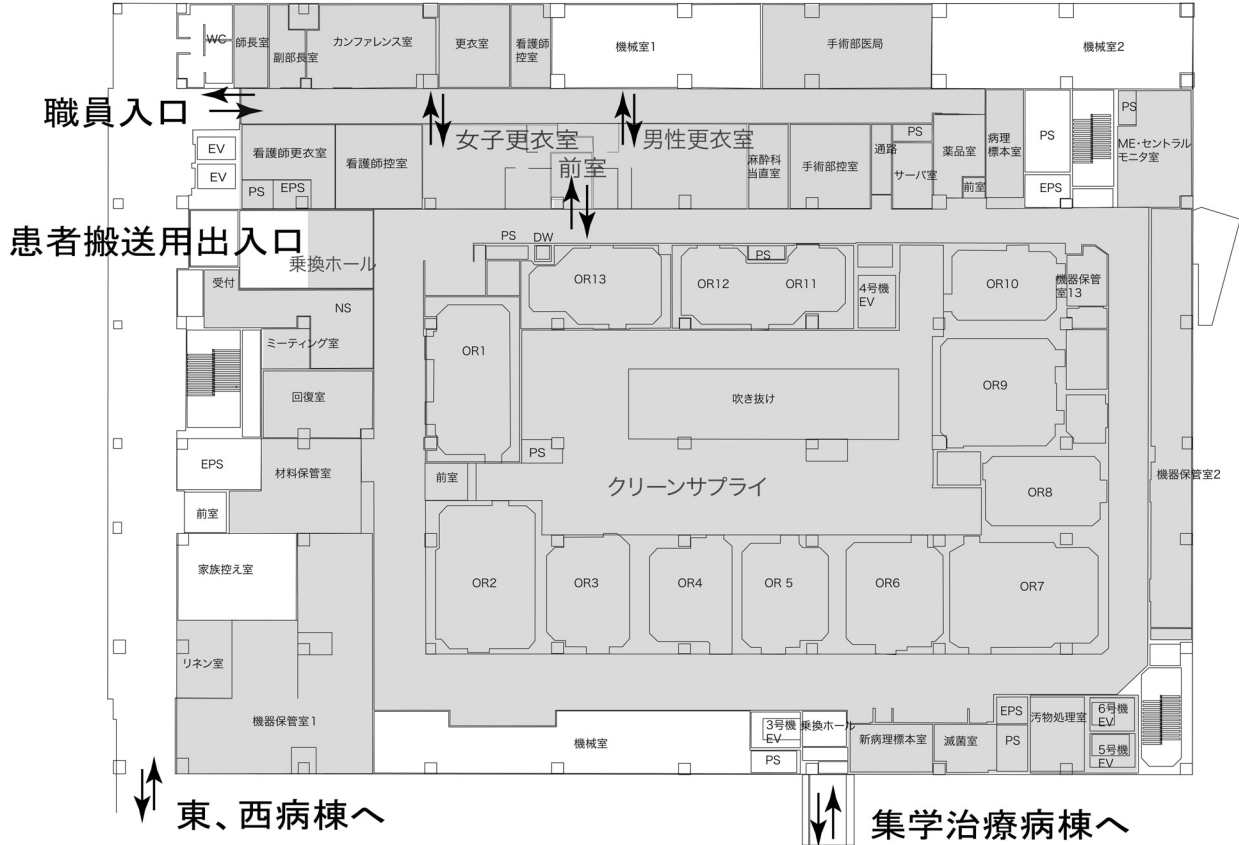 WC
師長室
副部長室
カンファレンス室
更衣室
看護師
控室
機械室1
手術部医局
機械室2
職員入口
EV
EV
看護師更衣室
PS
EPS
看護師控室
女子更衣室
前室
男性更衣室
麻酔科
当直室
手術部控室
通路
PS
サーバ室
薬品室
前室
病理
標本室
PS
EPS
PS
ME・セントラル
モニタ室
患者搬送用出入口
乗換ホール
受付
NS
ミーティング室
回復室
EPS
材料保管室
前室
家族控え室
リネン室
機器保管室1
PS
DW
OR13
OR12
PS
OR11
4号機
EV
OR10
機器保管
室13
OR1
OR9
吹き抜け
PS
前室
クリーンサプライ
OR8
機器保管室2
OR2
OR3
OR4
OR 5
OR6
OR7
機械室
3号機
EV
PS
乗換ホール
新病理標本室
滅菌室
EPS
PS
汚物処理室
6号機
EV
5号機
EV
東、西病棟へ
集学治療病棟へ